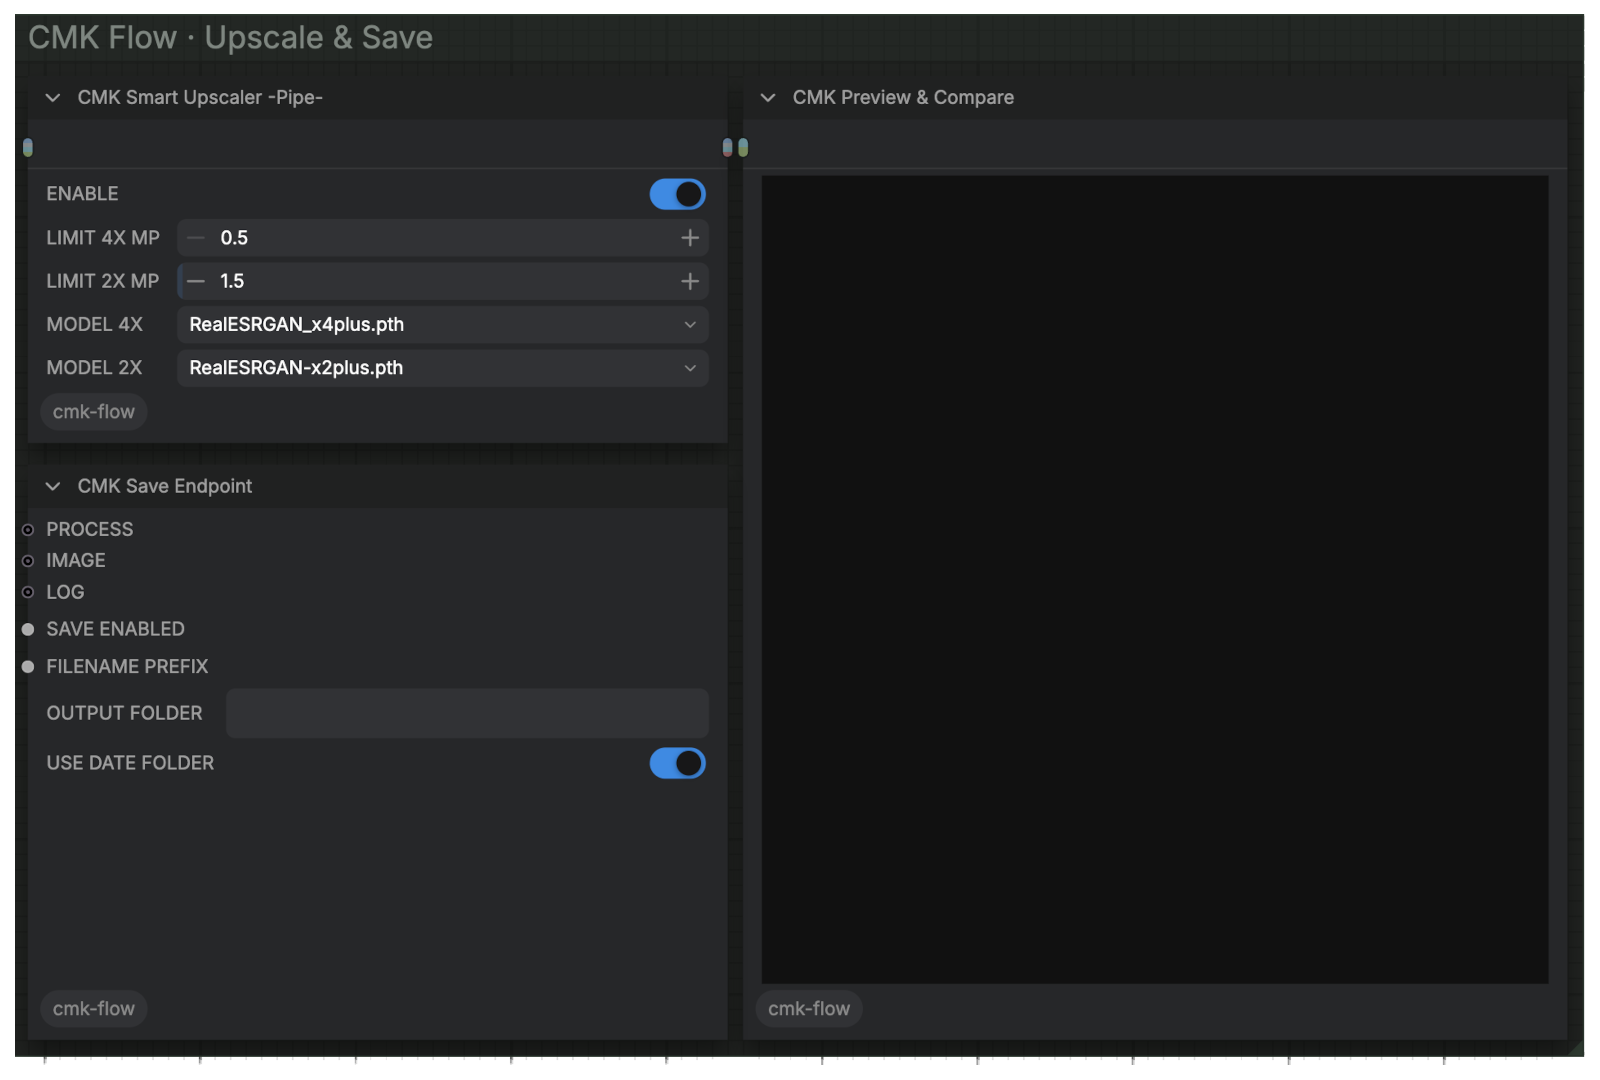 CMK Flow · Upscale & Save
CMK Smart Upscaler -Pipe-
ENABLE
LIMIT 4X MP 0.5
LIMIT 2X MP 1.5
MODEL 4X RealESRGAN_x4plus.pth
MODEL 2X RealESRGAN-x2plus.pth
cmk-flow
CMK Save Endpoint
PROCESS
IMAGE
LOG
SAVE ENABLED
FILENAME PREFIX
OUTPUT FOLDER
USE DATE FOLDER
cmk-flow
CMK Preview & Compare
cmk-flow